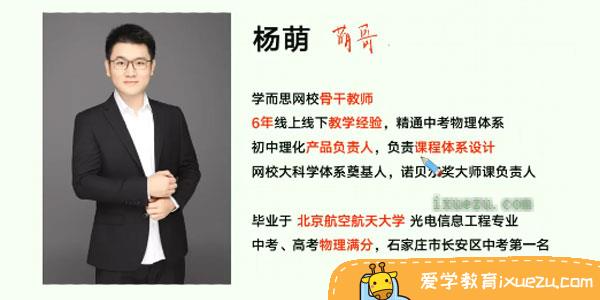 杨萌 萌哥
学而思网校骨干教师
6年线上线下教学经验，精通中考物理体系
初中理化产品负责人，负责课程体系设计
网校大科学体系奠基人，诺贝尔奖大师课负责人
ixuezu.com
毕业于 北京航空航天大学 光电信息工程专业
中考、高考物理满分，石家庄市长安区中考第一名
爱学教育ixuezu.com